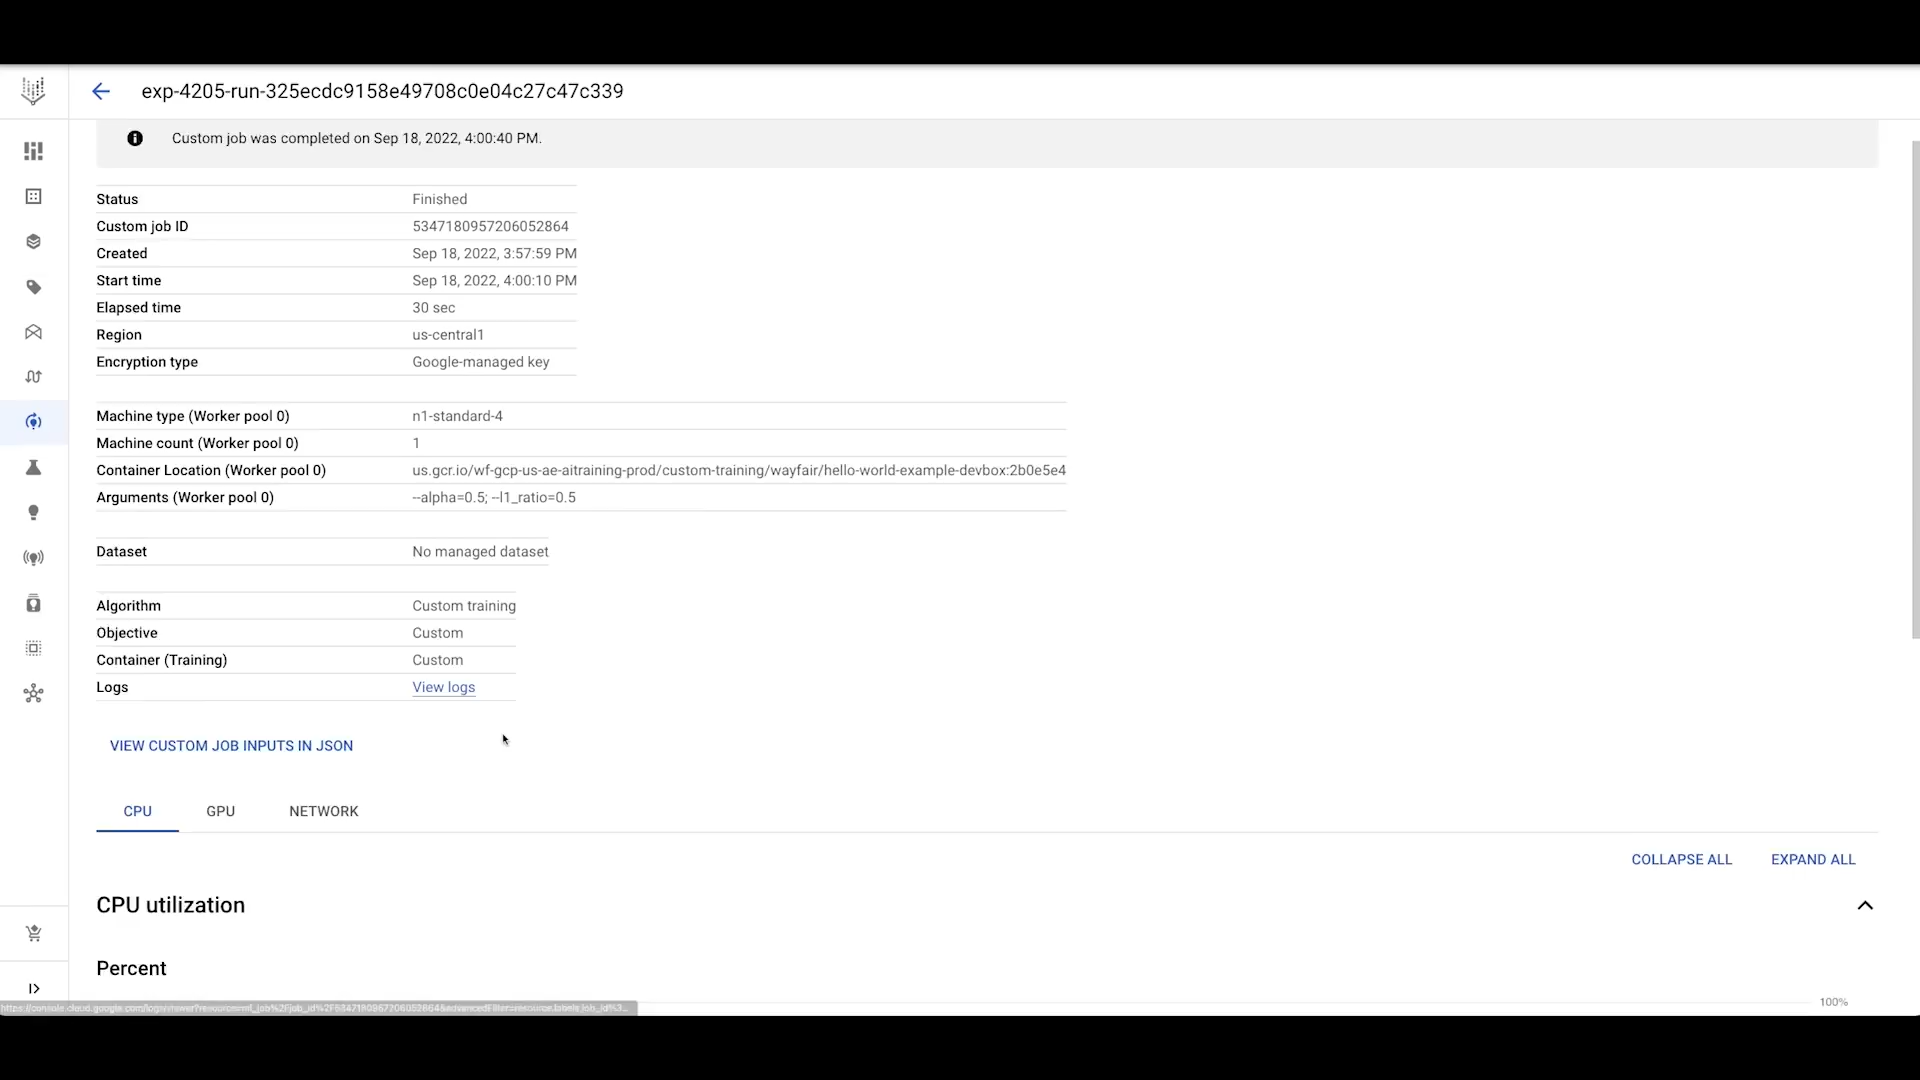 exp-4205-run-325ecdc9158e49708c0e04c27c47c339
Custom job was completed on Sep 18, 2022, 4:00:40 PM.
Status Finished
Custom job ID 5347180957206052864
Created Sep 18, 2022, 3:57:59 PM
Start time Sep 18, 2022, 4:00:10 PM
Elapsed time 30 sec
Region us-central1
Encryption type Google-managed key
Machine type (Worker pool 0) n1-standard-4
Machine count (Worker pool 0) 1
Container Location (Worker pool 0) us.gcr.io/wf-gcp-us-ae-aitraining-prod/custom-training/wayfair/hello-world-example-devbox:2b0e5e4
Arguments (Worker pool 0) --alpha=0.5; --l1_ratio=0.5
Dataset No managed dataset
Algorithm Custom training
Objective Custom
Container (Training) Custom
Logs View logs
VIEW CUSTOM JOB INPUTS IN JSON
CPU GPU NETWORK
COLLAPSE ALL EXPAND ALL
CPU utilization
Percent
100%